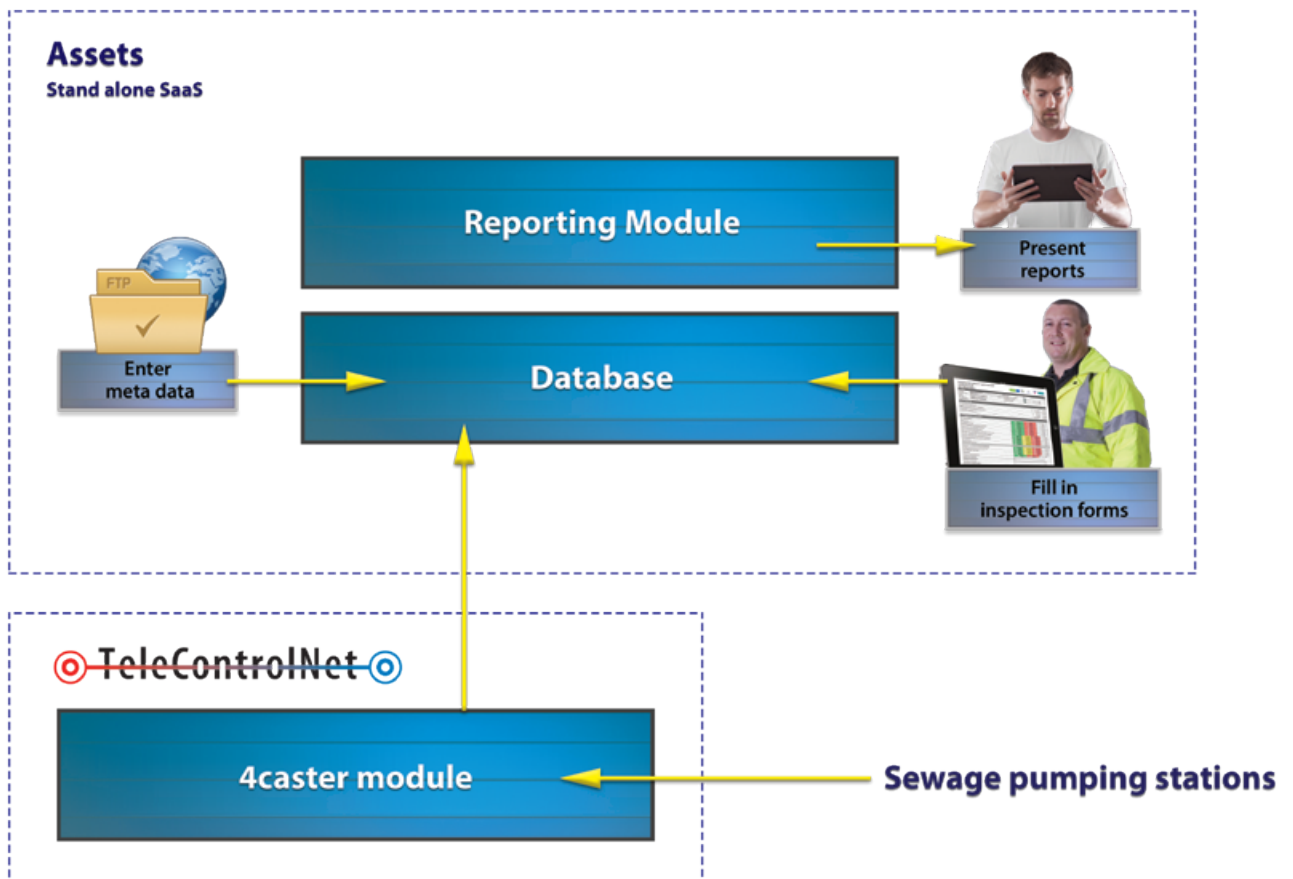 Assets
Stand alone SaaS
Reporting Module
Present
reports
FTP
Enter
meta data
Database
Fill in
inspection forms
TeleControlNet
4caster module
Sewage pumping stations